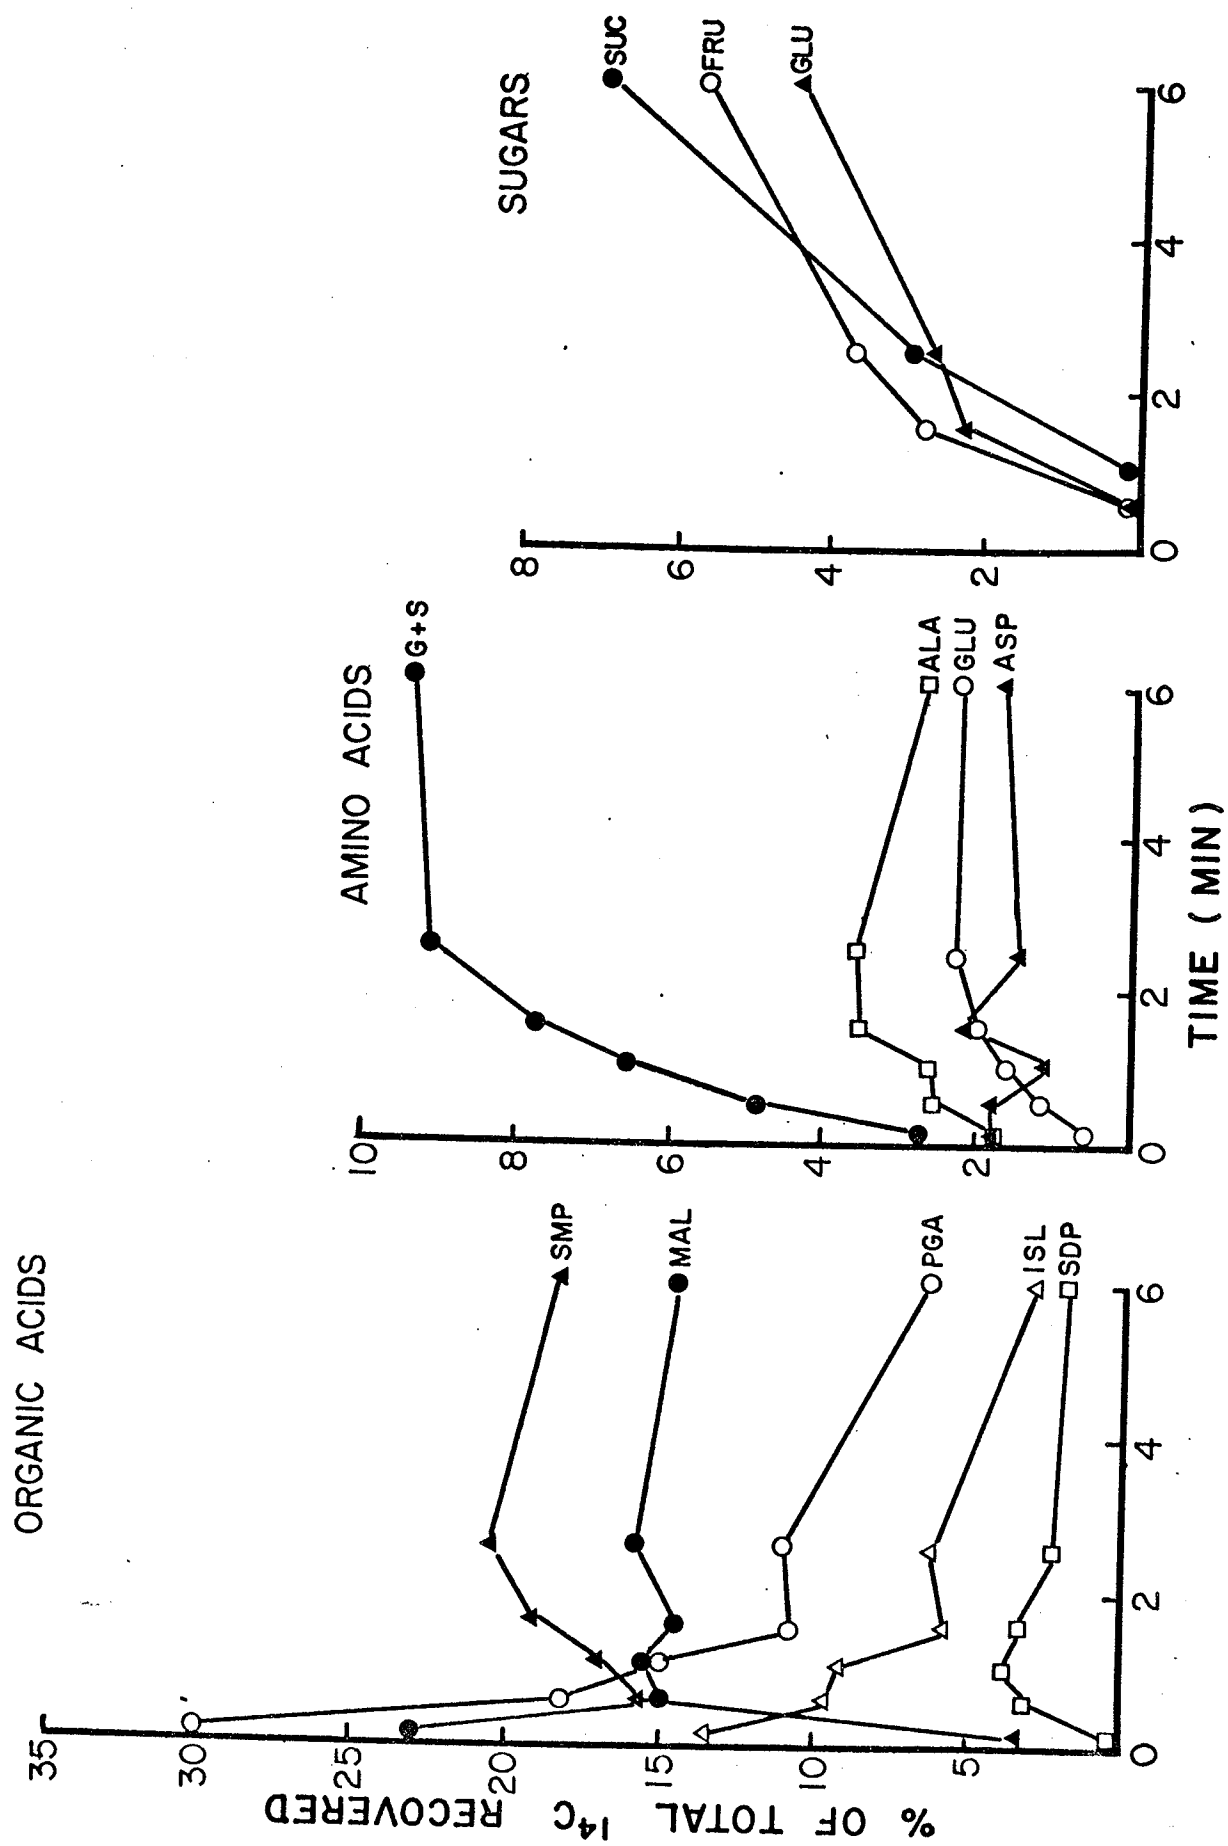 ORGANIC ACIDS
35
25
20
15
10
5
0
2
4
6
SMP
MAL
PGA
ISL
SDP
% OF TOTAL 14C RECOVERED
AMINO ACIDS
10
8
6
4
2
0
2
4
6
G+S
ALA
GLU
ASP
TIME (MIN)
SUGARS
8
6
4
2
0
2
4
6
SUC
FRU
GLU